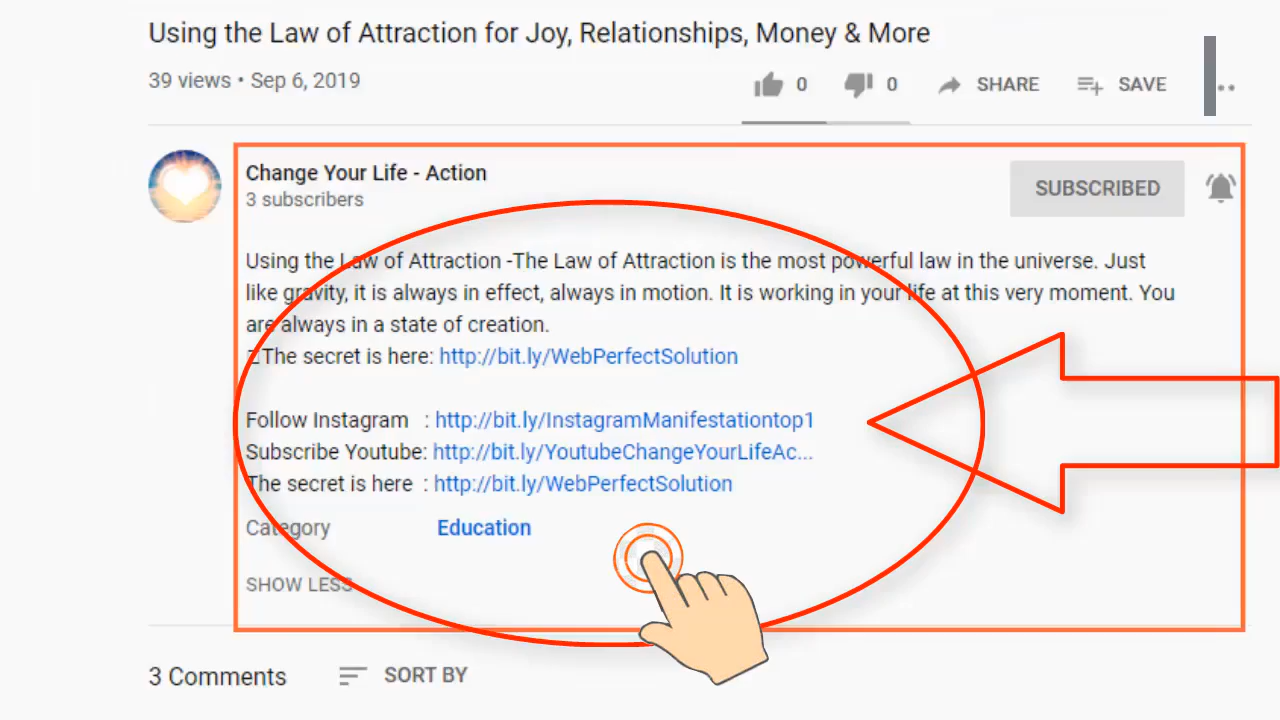 Using the Law of Attraction for Joy, Relationships, Money & More
39 views • Sep 6, 2019
0 0 SHARE SAVE
Change Your Life - Action
3 subscribers
SUBSCRIBED
Using the Law of Attraction -The Law of Attraction is the most powerful law in the universe. Just
like gravity, it is always in effect, always in motion. It is working in your life at this very moment. You
are always in a state of creation.
The secret is here: http://bit.ly/WebPerfectSolution
Follow Instagram : http://bit.ly/InstagramManifestationtop1
Subscribe Youtube: http://bit.ly/YoutubeChangeYourLifeAc...
The secret is here : http://bit.ly/WebPerfectSolution
Category Education
SHOW LESS
3 Comments SORT BY